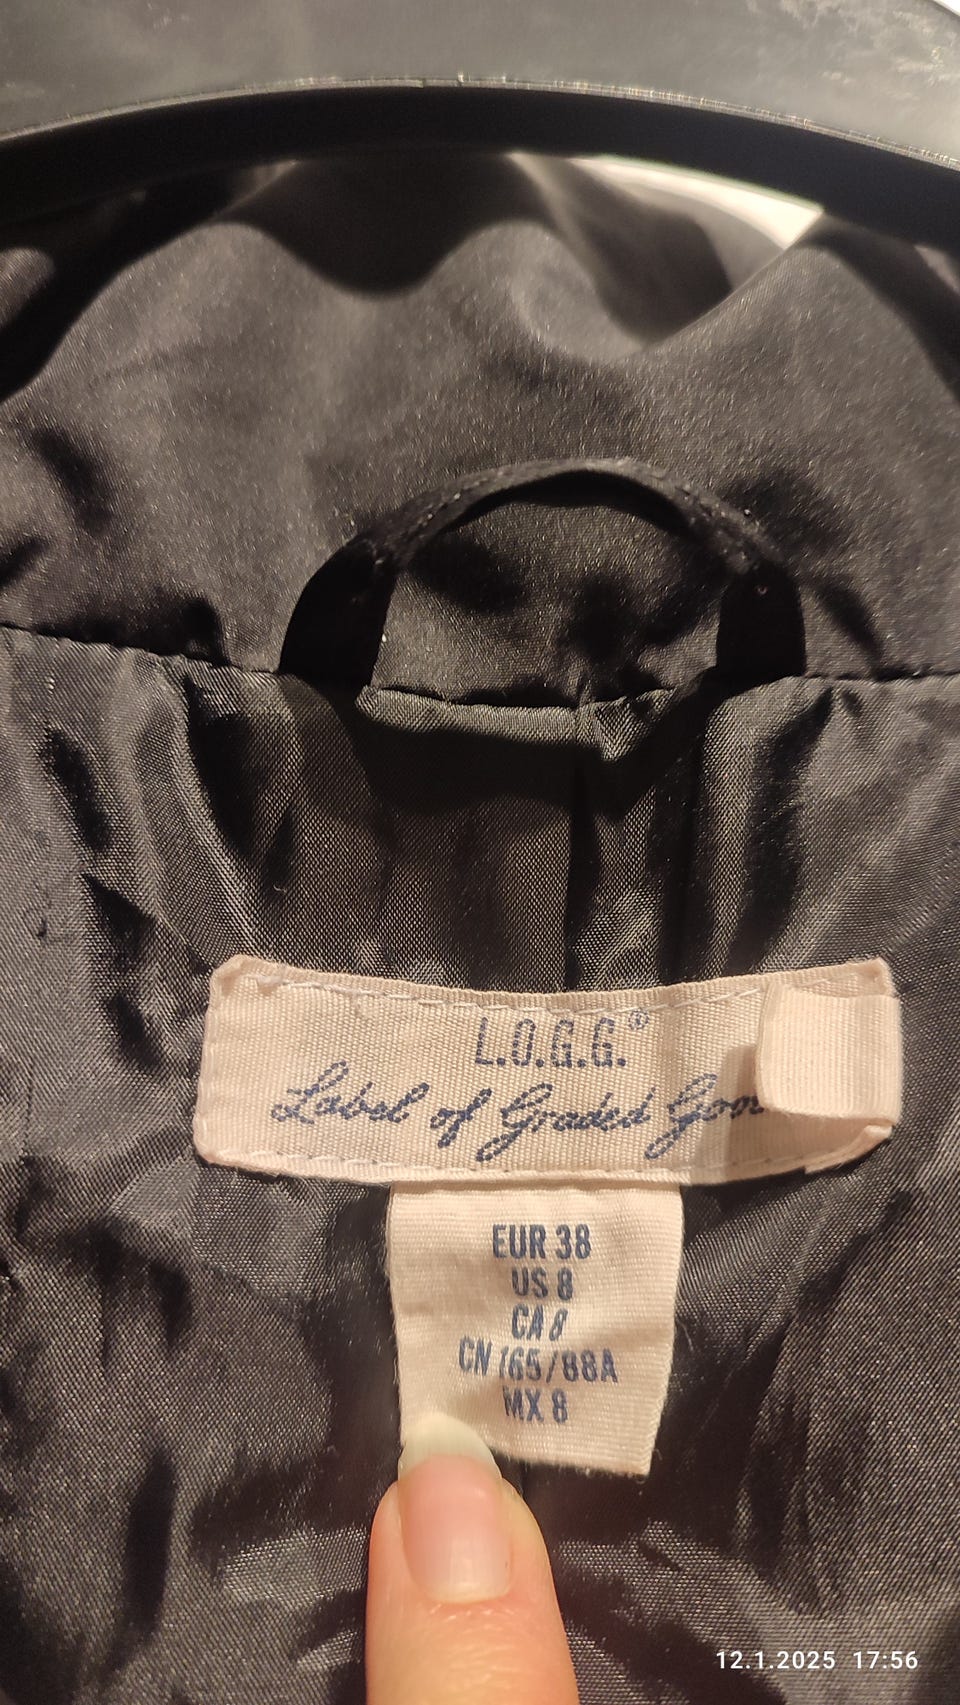 L.O.G.G.®
Label of Graded
EUR 38
US 8
CA 8
CN 165/88A
MX 8
12.1.2025 17:56